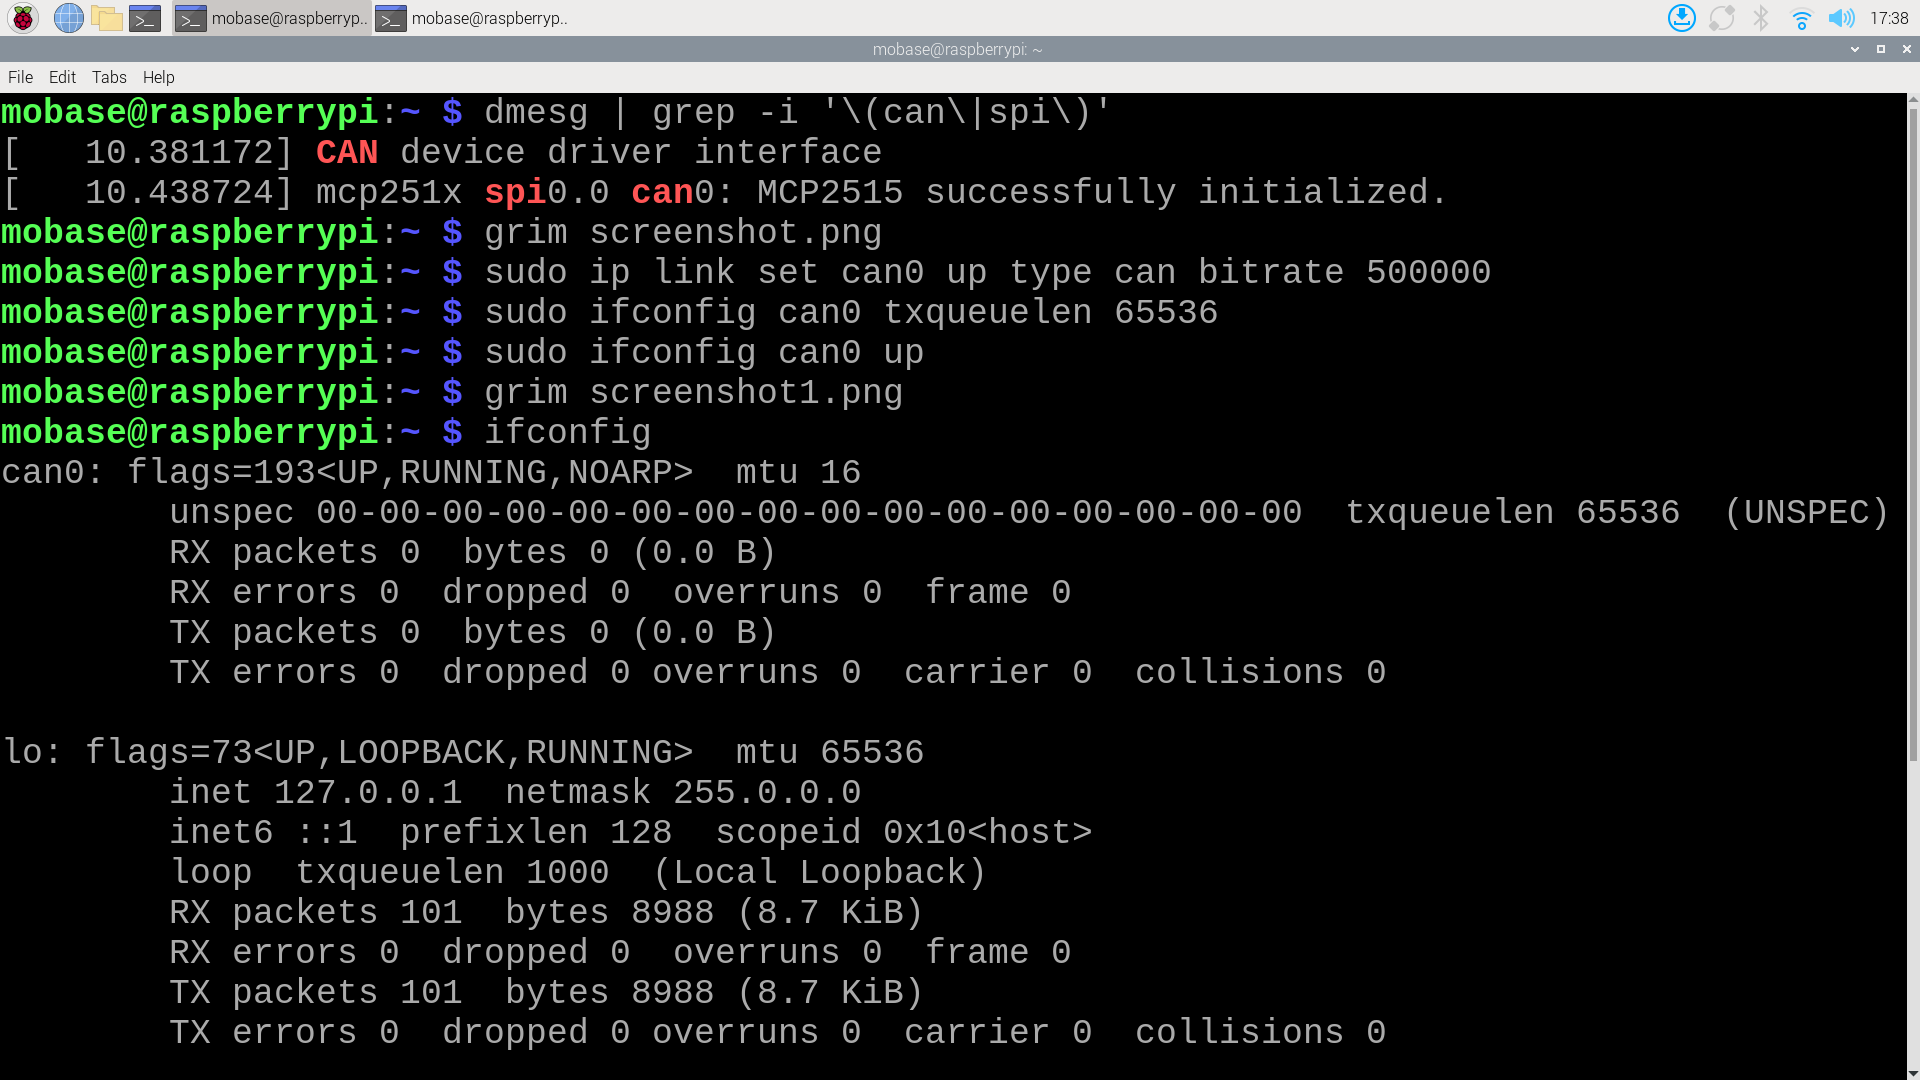 mobase@raspberryp.. mobase@raspberryp.. 17:38
mobase@raspberrypi: ~
File Edit Tabs Help
mobase@raspberrypi:~ $ dmesg | grep -i '\(can\|spi\)'
[   10.381172] CAN device driver interface
[   10.438724] mcp251x spi0.0 can0: MCP2515 successfully initialized.
mobase@raspberrypi:~ $ grim screenshot.png
mobase@raspberrypi:~ $ sudo ip link set can0 up type can bitrate 500000
mobase@raspberrypi:~ $ sudo ifconfig can0 txqueuelen 65536
mobase@raspberrypi:~ $ sudo ifconfig can0 up
mobase@raspberrypi:~ $ grim screenshot1.png
mobase@raspberrypi:~ $ ifconfig
can0: flags=193<UP,RUNNING,NOARP>  mtu 16
        unspec 00-00-00-00-00-00-00-00-00-00-00-00-00-00-00-00  txqueuelen 65536  (UNSPEC)
        RX packets 0  bytes 0 (0.0 B)
        RX errors 0  dropped 0  overruns 0  frame 0
        TX packets 0  bytes 0 (0.0 B)
        TX errors 0  dropped 0 overruns 0  carrier 0  collisions 0

lo: flags=73<UP,LOOPBACK,RUNNING>  mtu 65536
        inet 127.0.0.1  netmask 255.0.0.0
        inet6 ::1  prefixlen 128  scopeid 0x10<host>
        loop  txqueuelen 1000  (Local Loopback)
        RX packets 101  bytes 8988 (8.7 KiB)
        RX errors 0  dropped 0  overruns 0  frame 0
        TX packets 101  bytes 8988 (8.7 KiB)
        TX errors 0  dropped 0 overruns 0  carrier 0  collisions 0